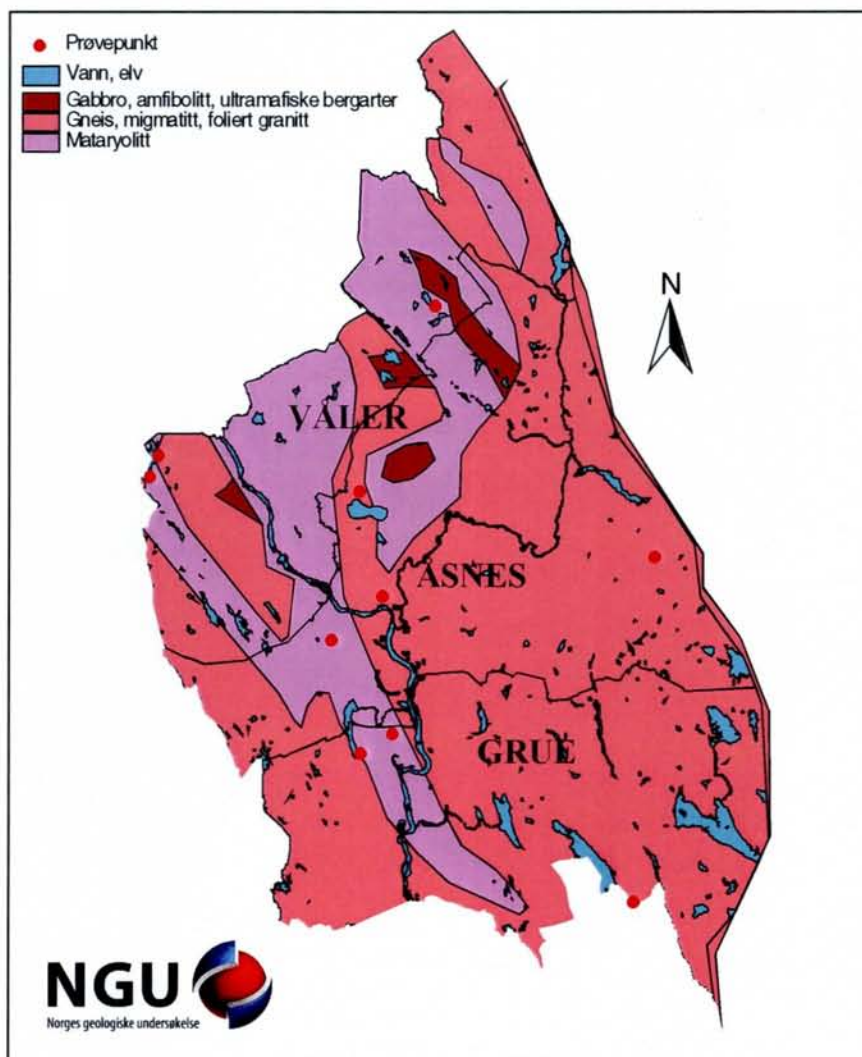 Prøvepunkt
Vann, elv
Gabbro, amfibolitt, ultramafiske bergarter
Gneis, migmatitt, foliert granitt
Mataryolitt
N
VÅLER
ÅSNES
GRUE
NGU
Norges geologiske undersøkelse